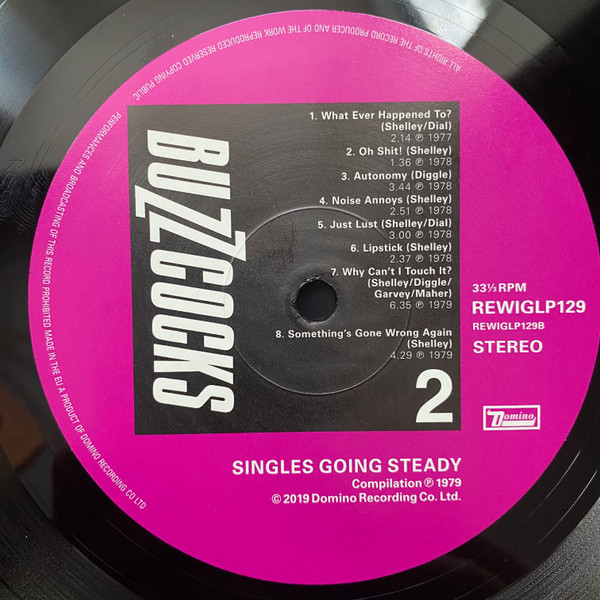 ALL RIGHTS OF THE RECORD PRODUCER AND OF THE WORK REPRODUCED RESERVED COPYING PUBLIC
PERFORMANCES AND BROADCASTING OF THIS RECORD PROHIBITED MADE IN THE EU A PRODUCT OF DOMINO RECORDING CO LTD
BUZZCOCKS
1. What Ever Happened To?
(Shelley/Dial)
2.14 ℗ 1977
2. Oh Shit! (Shelley)
1.36 ℗ 1978
3. Autonomy (Diggle)
3.44 ℗ 1978
4. Noise Annoys (Shelley)
2.51 ℗ 1978
5. Just Lust (Shelley/Dial)
3.00 ℗ 1978
6. Lipstick (Shelley)
2.37 ℗ 1978
7. Why Can't I Touch It?
(Shelley/Diggle/
Garvey/Maher)
6.35 ℗ 1979
8. Something's Gone Wrong Again
(Shelley)
4.29 ℗ 1979
2
33⅓ RPM
REWIGLP129
REWIGLP129B
STEREO
Domino
SINGLES GOING STEADY
Compilation ℗ 1979
© 2019 Domino Recording Co. Ltd.